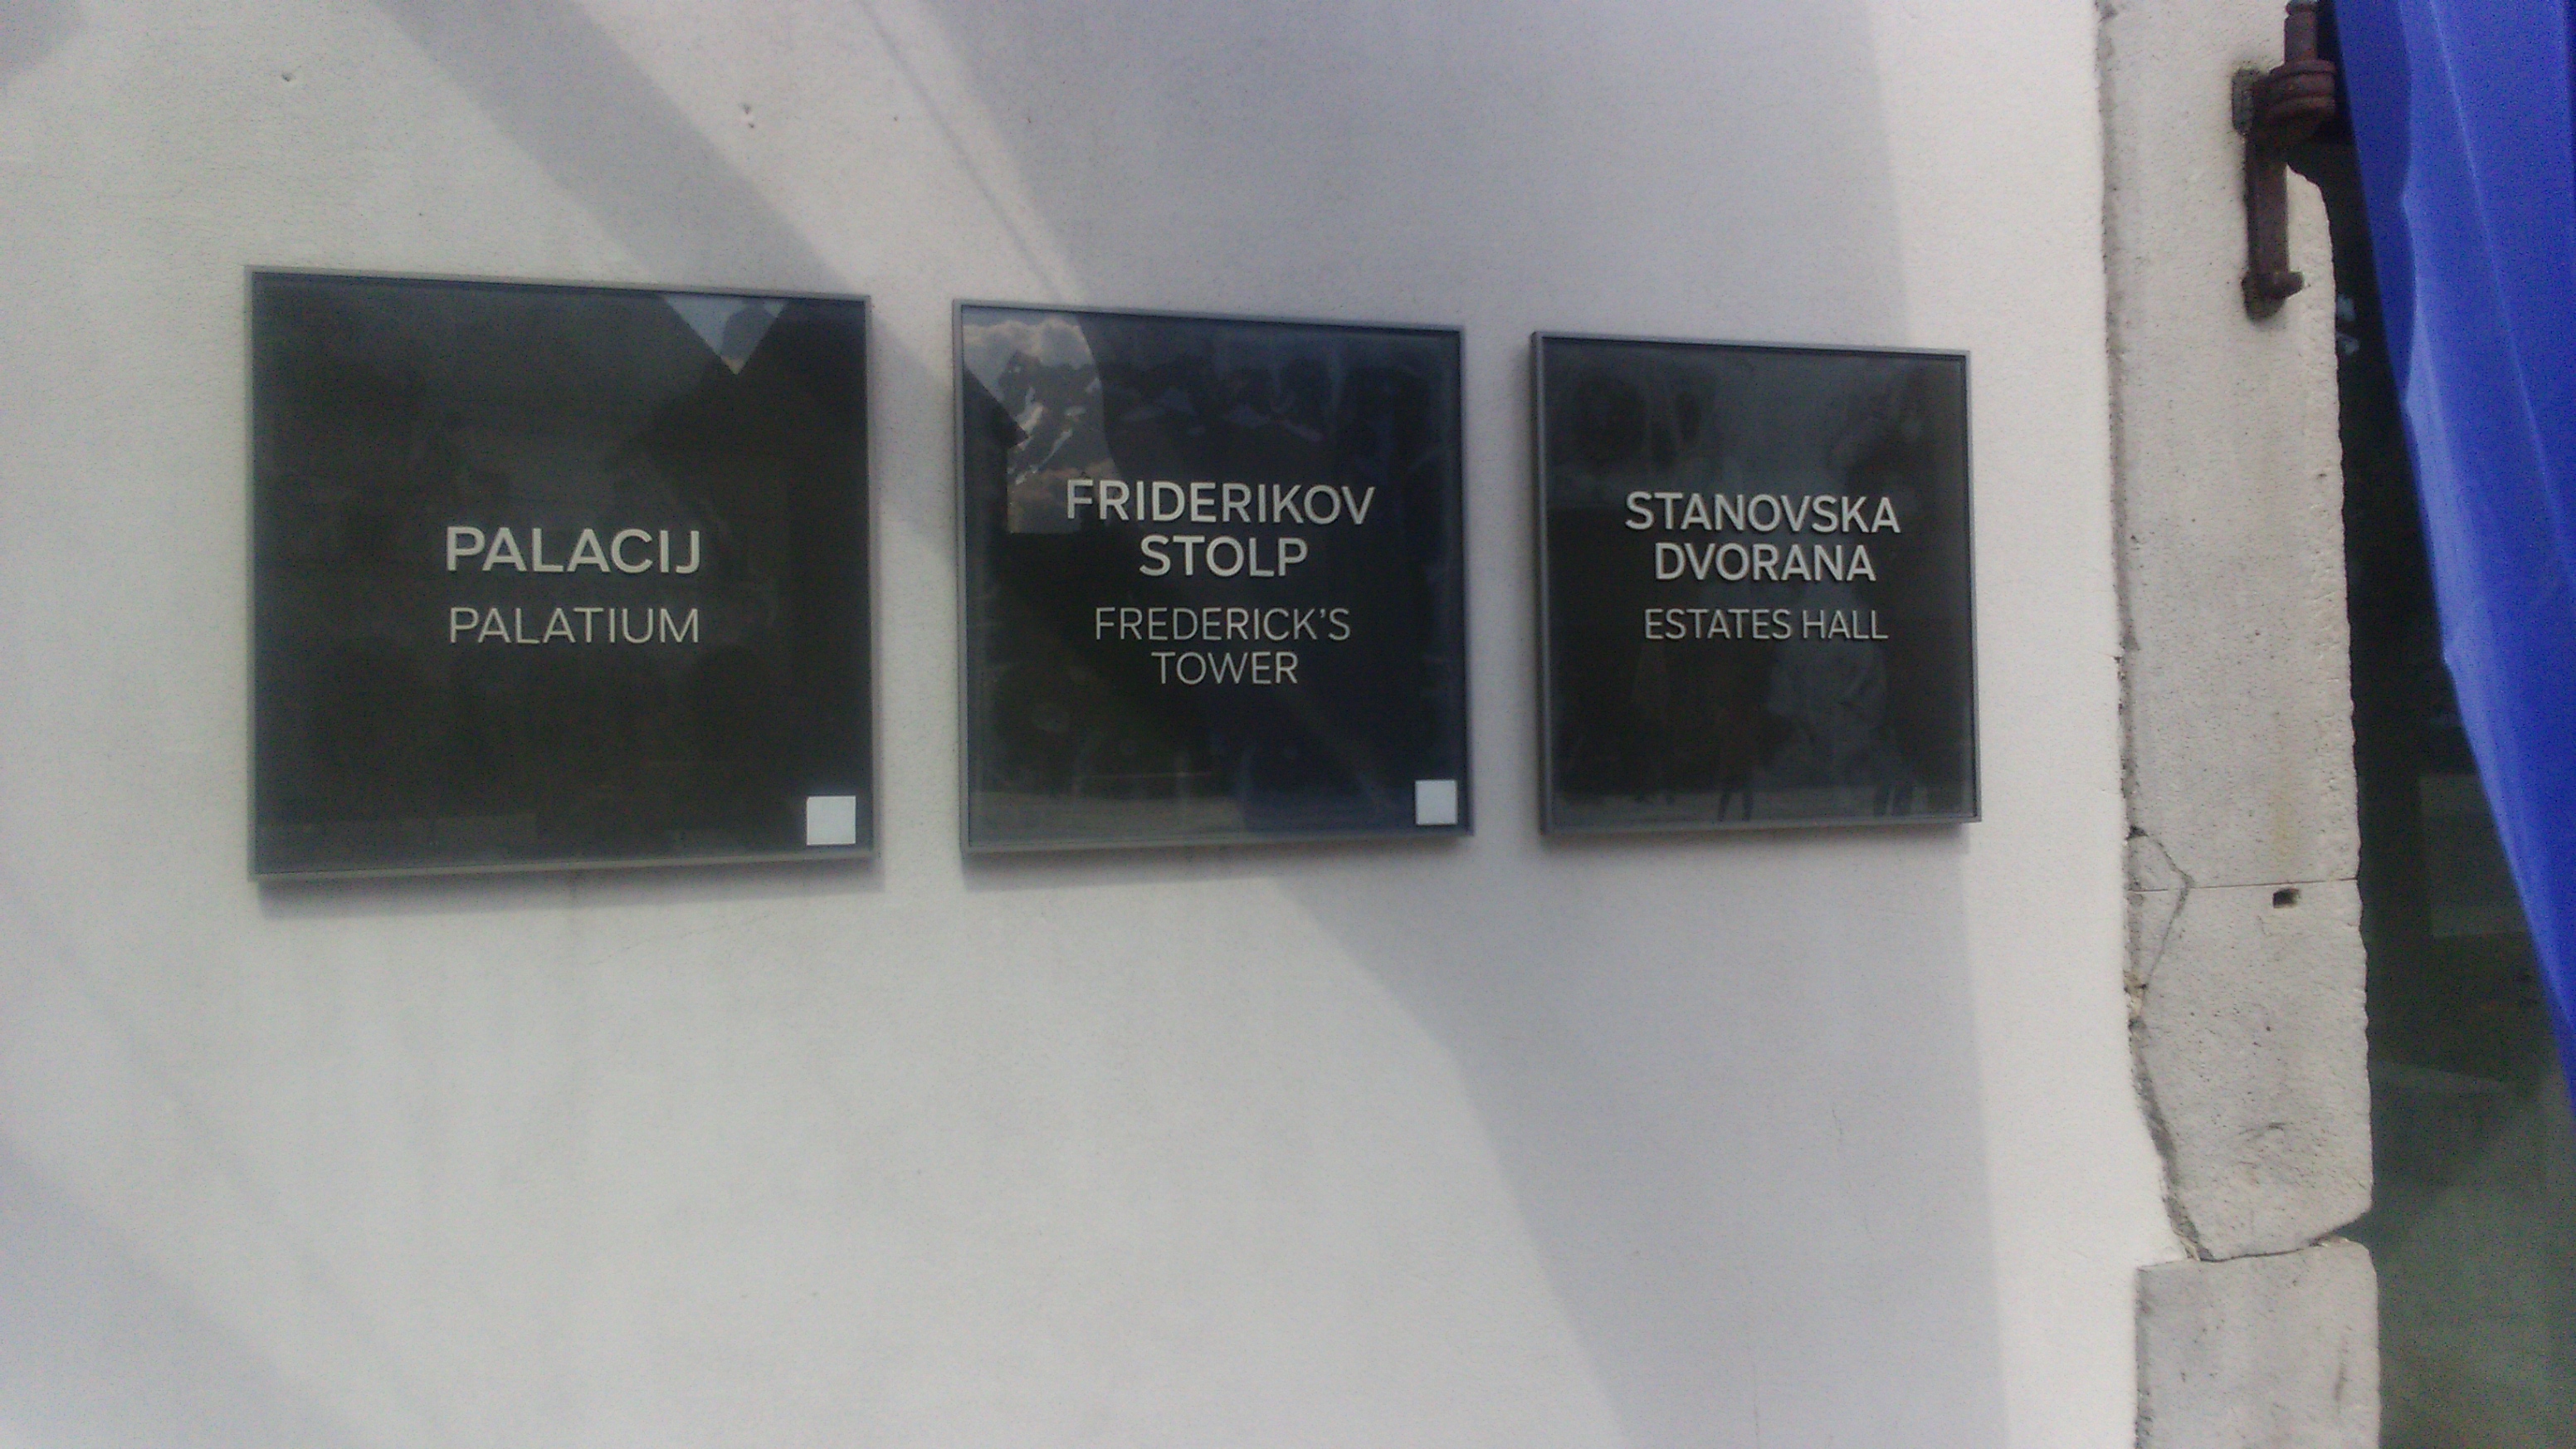 PALACIJ
PALATIUM
FRIDERIKOV
STOLP
FREDERICK'S
TOWER
STANOVSKA
DVORANA
ESTATES HALL